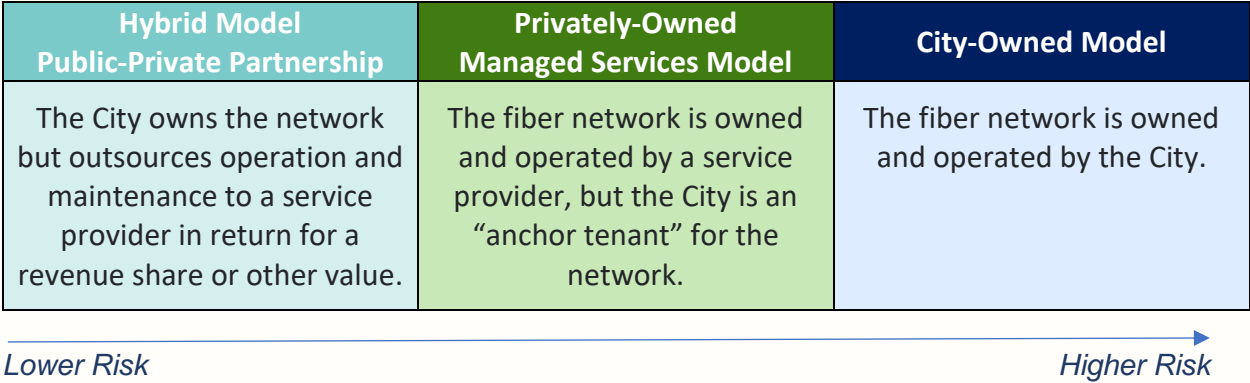 Hybrid Model
Public-Private Partnership
Privately-Owned
Managed Services Model
City-Owned Model
The City owns the network
but outsources operation and
maintenance to a service
provider in return for a
revenue share or other value.
The fiber network is owned
and operated by a service
provider, but the City is an
“anchor tenant” for the
network.
The fiber network is owned
and operated by the City.
Lower Risk
Higher Risk